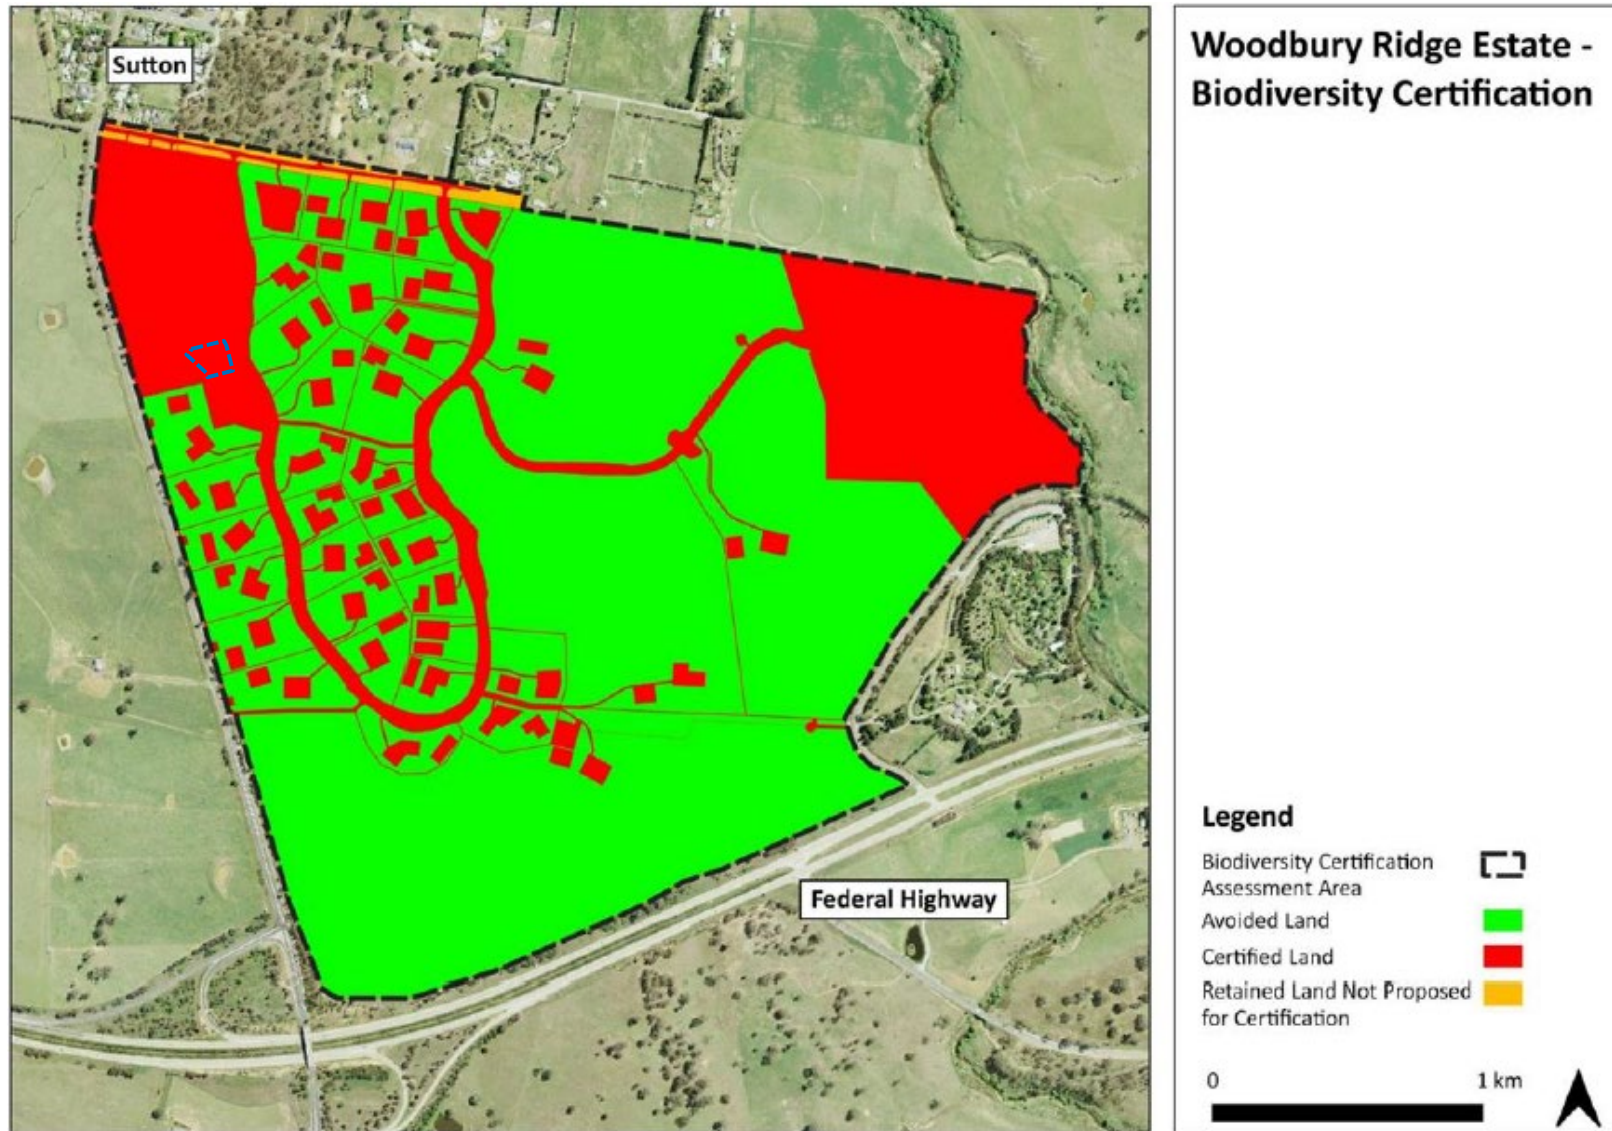 Woodbury Ridge Estate -
Biodiversity Certification
Sutton
Federal Highway
Legend
Biodiversity Certification
Assessment Area
Avoided Land
Certified Land
Retained Land Not Proposed
for Certification
0 1 km